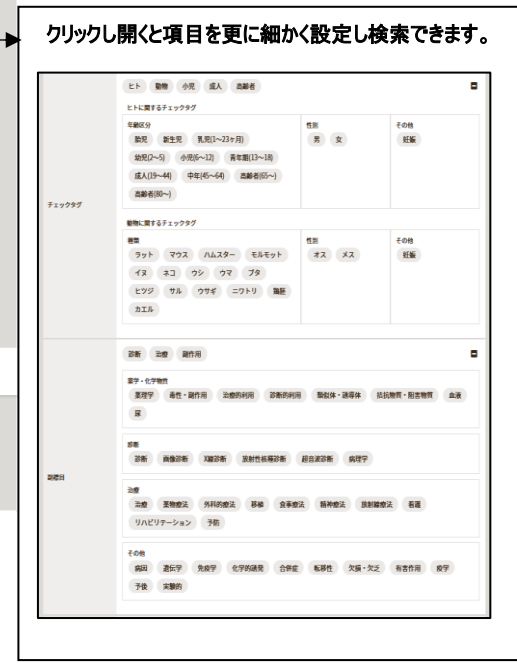 クリックし開くと項目を更に細かく設定し検索できます。
チェックタグ
ヒト 動物 小児 成人 高齢者
ヒトに関するチェックタグ
年齢区分
胎児 新生児 乳児(1~23ヶ月)
幼児(2~5) 小児(6~12) 青年期(13~18)
成人(19~44) 中年(45~64) 高齢者(65~)
高齢者(80~)
性別
男 女
その他
妊娠
動物に関するチェックタグ
種類
ラット マウス ハムスター モルモット
イヌ ネコ ウシ ウマ ブタ
ヒツジ サル ウサギ ニワトリ 鶏胚
カエル
性別
オス メス
その他
妊娠
副標目
診断 治療 副作用
薬学・化学物質
薬理学 毒性・副作用 治療的利用 診断的利用 類似体・誘導体 拮抗物質・阻害物質 血液
尿
診断
診断 画像診断 X線診断 放射性核種診断 超音波診断 病理学
治療
治療 薬物療法 外科的療法 移植 食事療法 精神療法 放射線療法 看護
リハビリテーション 予防
その他
病因 遺伝学 免疫学 化学的誘発 合併症 転移性 欠損・欠乏 有害作用 疫学
予後 実験的